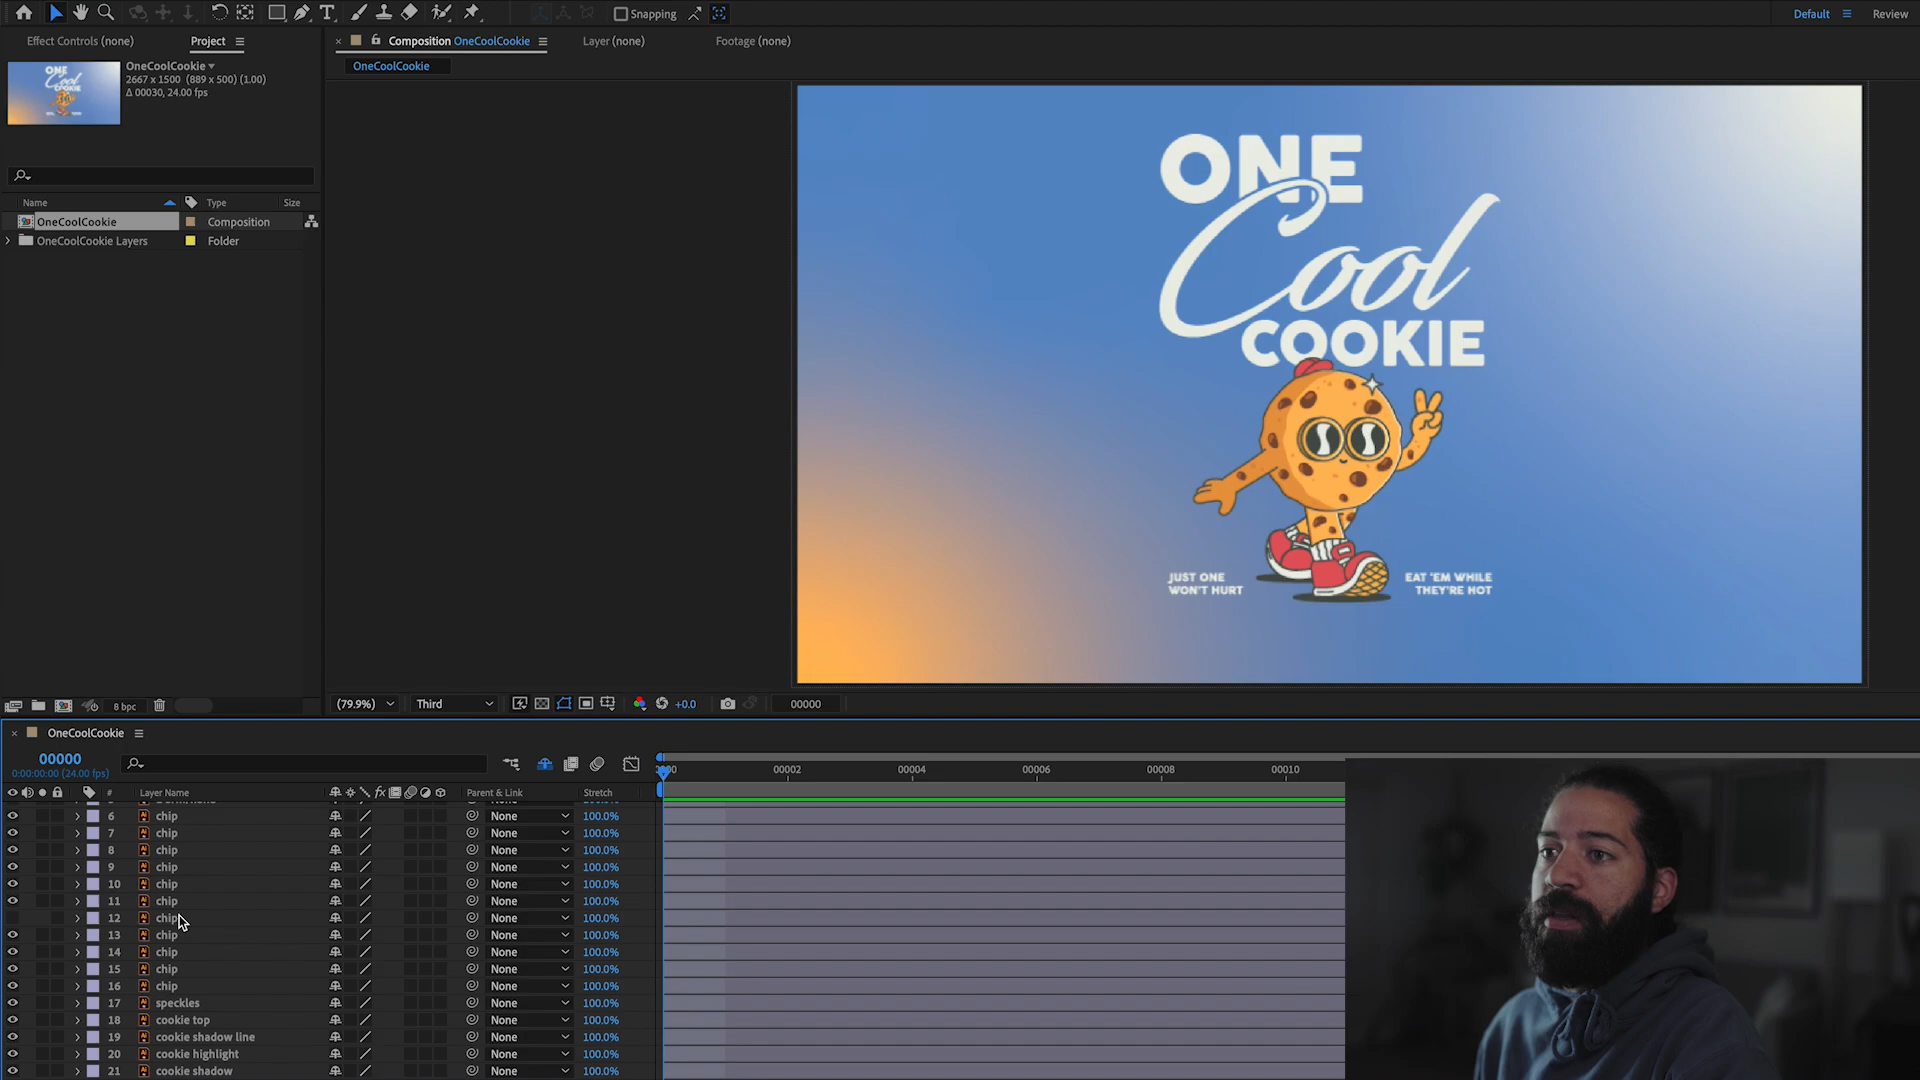 Snapping
Default
Review
Effect Controls (none)
Project
Composition OneCoolCookie
Layer (none)
Footage (none)
OneCoolCookie
OneCoolCookie
2667 x 1500 (889 x 500) (1.00)
Δ 00030, 24.00 fps
Name
Type
Size
OneCoolCookie
Composition
OneCoolCookie Layers
Folder
ONE
Cool
COOKIE
JUST ONE
WON'T HURT
EAT 'EM WHILE
THEY'RE HOT
8 bpc
(79.9%)
Third
+0.0
00000
OneCoolCookie
00000
0:00:00:00 (24.00 fps)
00002
00004
00006
00008
00010
# Layer Name
fx
Parent & Link
Stretch
6 chip None 100.0%
7 chip None 100.0%
8 chip None 100.0%
9 chip None 100.0%
10 chip None 100.0%
11 chip None 100.0%
12 chip None 100.0%
13 chip None 100.0%
14 chip None 100.0%
15 chip None 100.0%
16 chip None 100.0%
17 speckles None 100.0%
18 cookie top None 100.0%
19 cookie shadow line None 100.0%
20 cookie highlight None 100.0%
21 cookie shadow None 100.0%